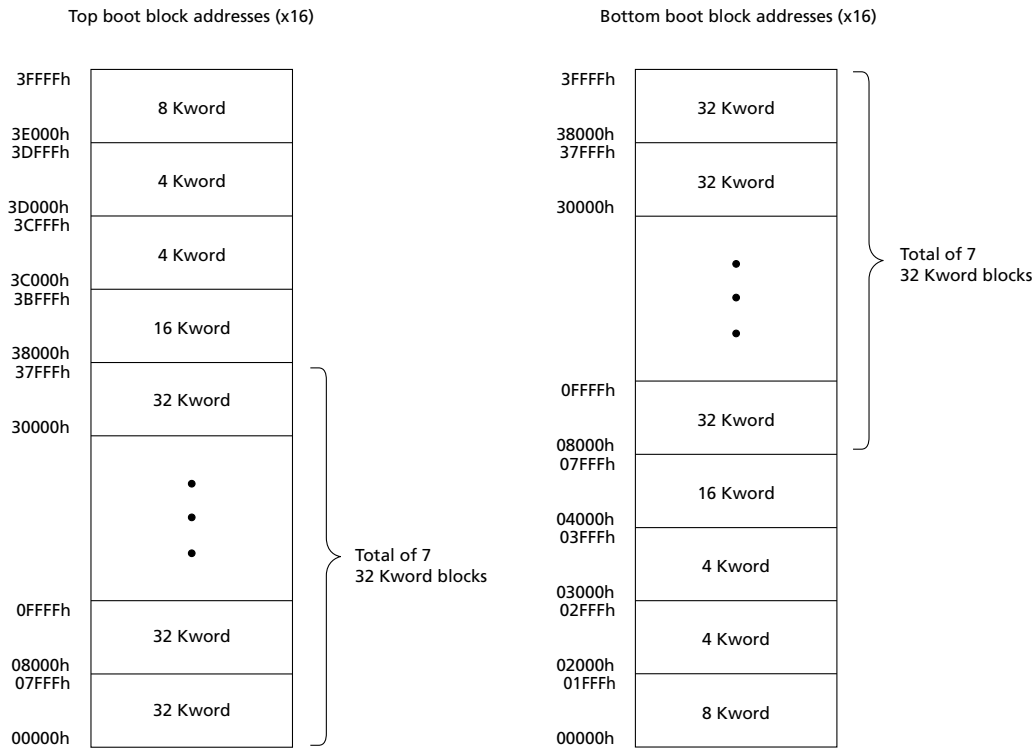 Top boot block addresses (x16)
3FFFFh
8 Kword
3E000h
3DFFFh
4 Kword
3D000h
3CFFFh
4 Kword
3C000h
3BFFFh
16 Kword
38000h
37FFFh
32 Kword
30000h
Total of 7
32 Kword blocks
0FFFFh
32 Kword
08000h
07FFFh
32 Kword
00000h
Bottom boot block addresses (x16)
3FFFFh
32 Kword
38000h
37FFFh
32 Kword
30000h
Total of 7
32 Kword blocks
0FFFFh
32 Kword
08000h
07FFFh
16 Kword
04000h
03FFFh
4 Kword
03000h
02FFFh
4 Kword
02000h
01FFFh
8 Kword
00000h